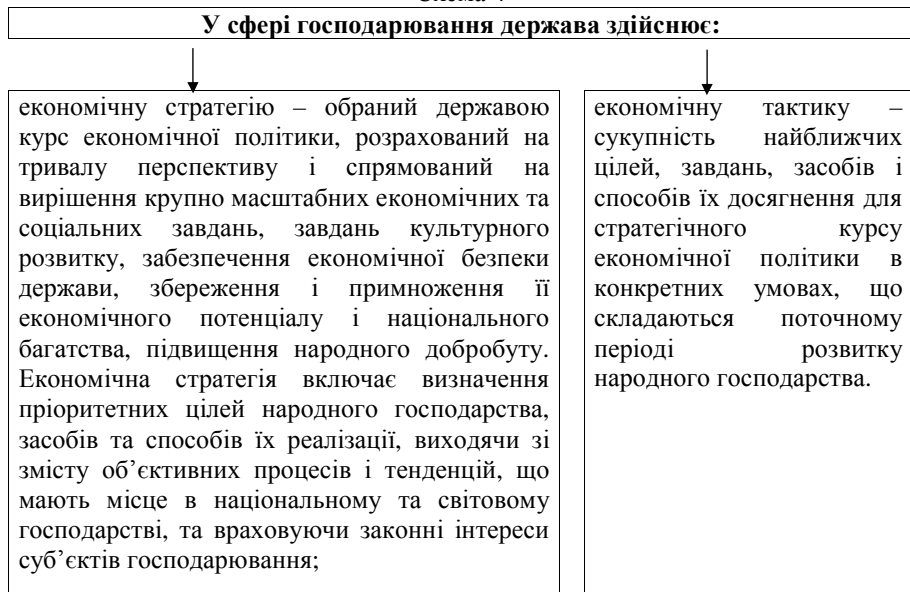 У сфері господарювання держава здійснює:
економічну стратегію – обраний державою
курс економічної політики, розрахований на
тривалу перспективу і спрямований на
вирішення крупно масштабних економічних та
соціальних завдань, завдань культурного
розвитку, забезпечення економічної безпеки
держави, збереження і примноження її
економічного потенціалу і національного
багатства, підвищення народного добробуту.
Економічна стратегія включає визначення
пріоритетних цілей народного господарства,
засобів та способів їх реалізації, виходячи зі
змісту об’єктивних процесів і тенденцій, що
мають місце в національному та світовому
господарстві, та враховуючи законні інтереси
суб’єктів господарювання;
економічну тактику –
сукупність найближчих
цілей, завдань, засобів і
способів їх досягнення для
стратегічного курсу
економічної політики в
конкретних умовах, що
складаються поточному
періоді розвитку
народного господарства.